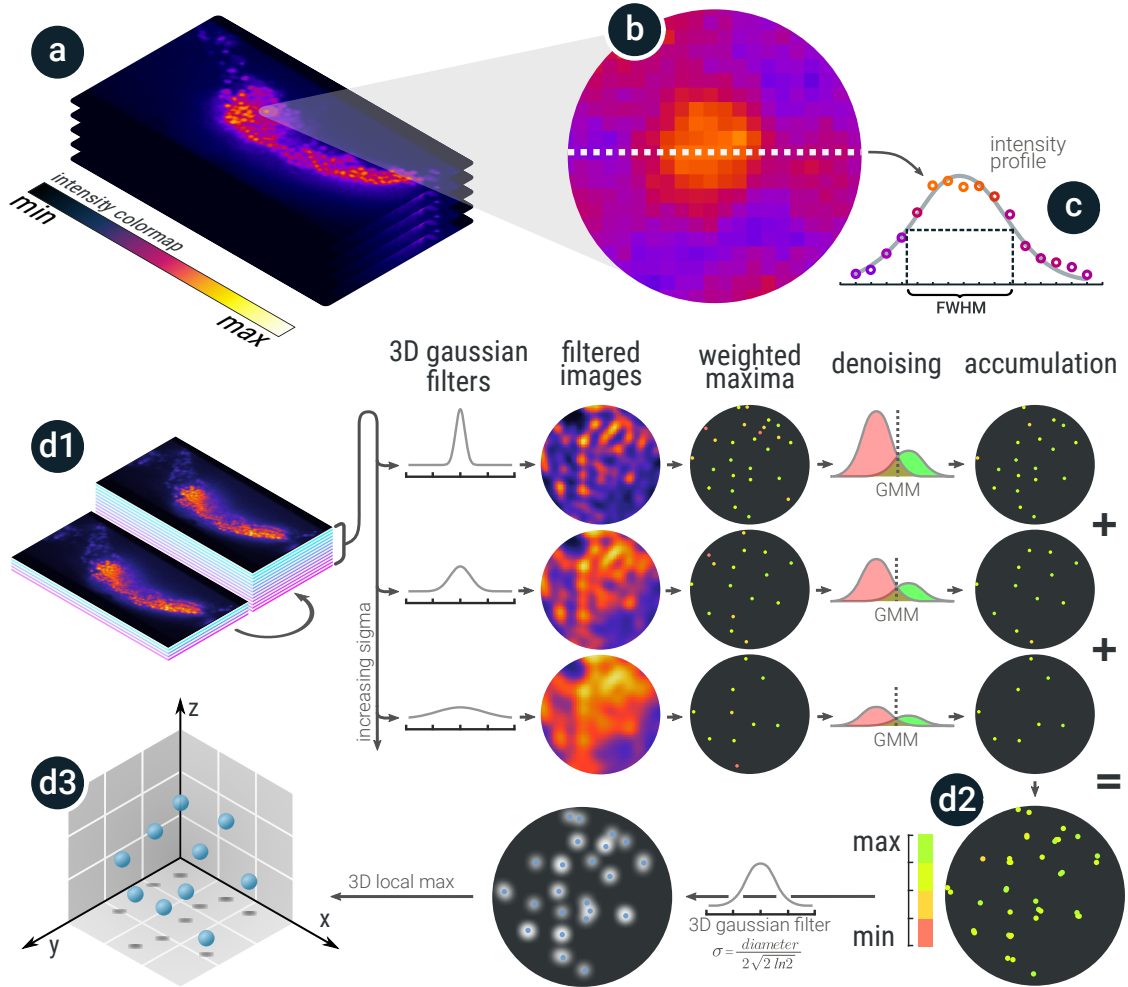 a
b
intensity
profile
c
intensity colormap
min
max
FWHM
3D gaussian
filters
filtered
images
weighted
maxima
denoising
accumulation
d1
GMM
+
GMM
+
increasing sigma
GMM
=
z
y
x
d3
3D local max
3D gaussian filter
σ = diameter / 2√2 ln2
d2
max
min